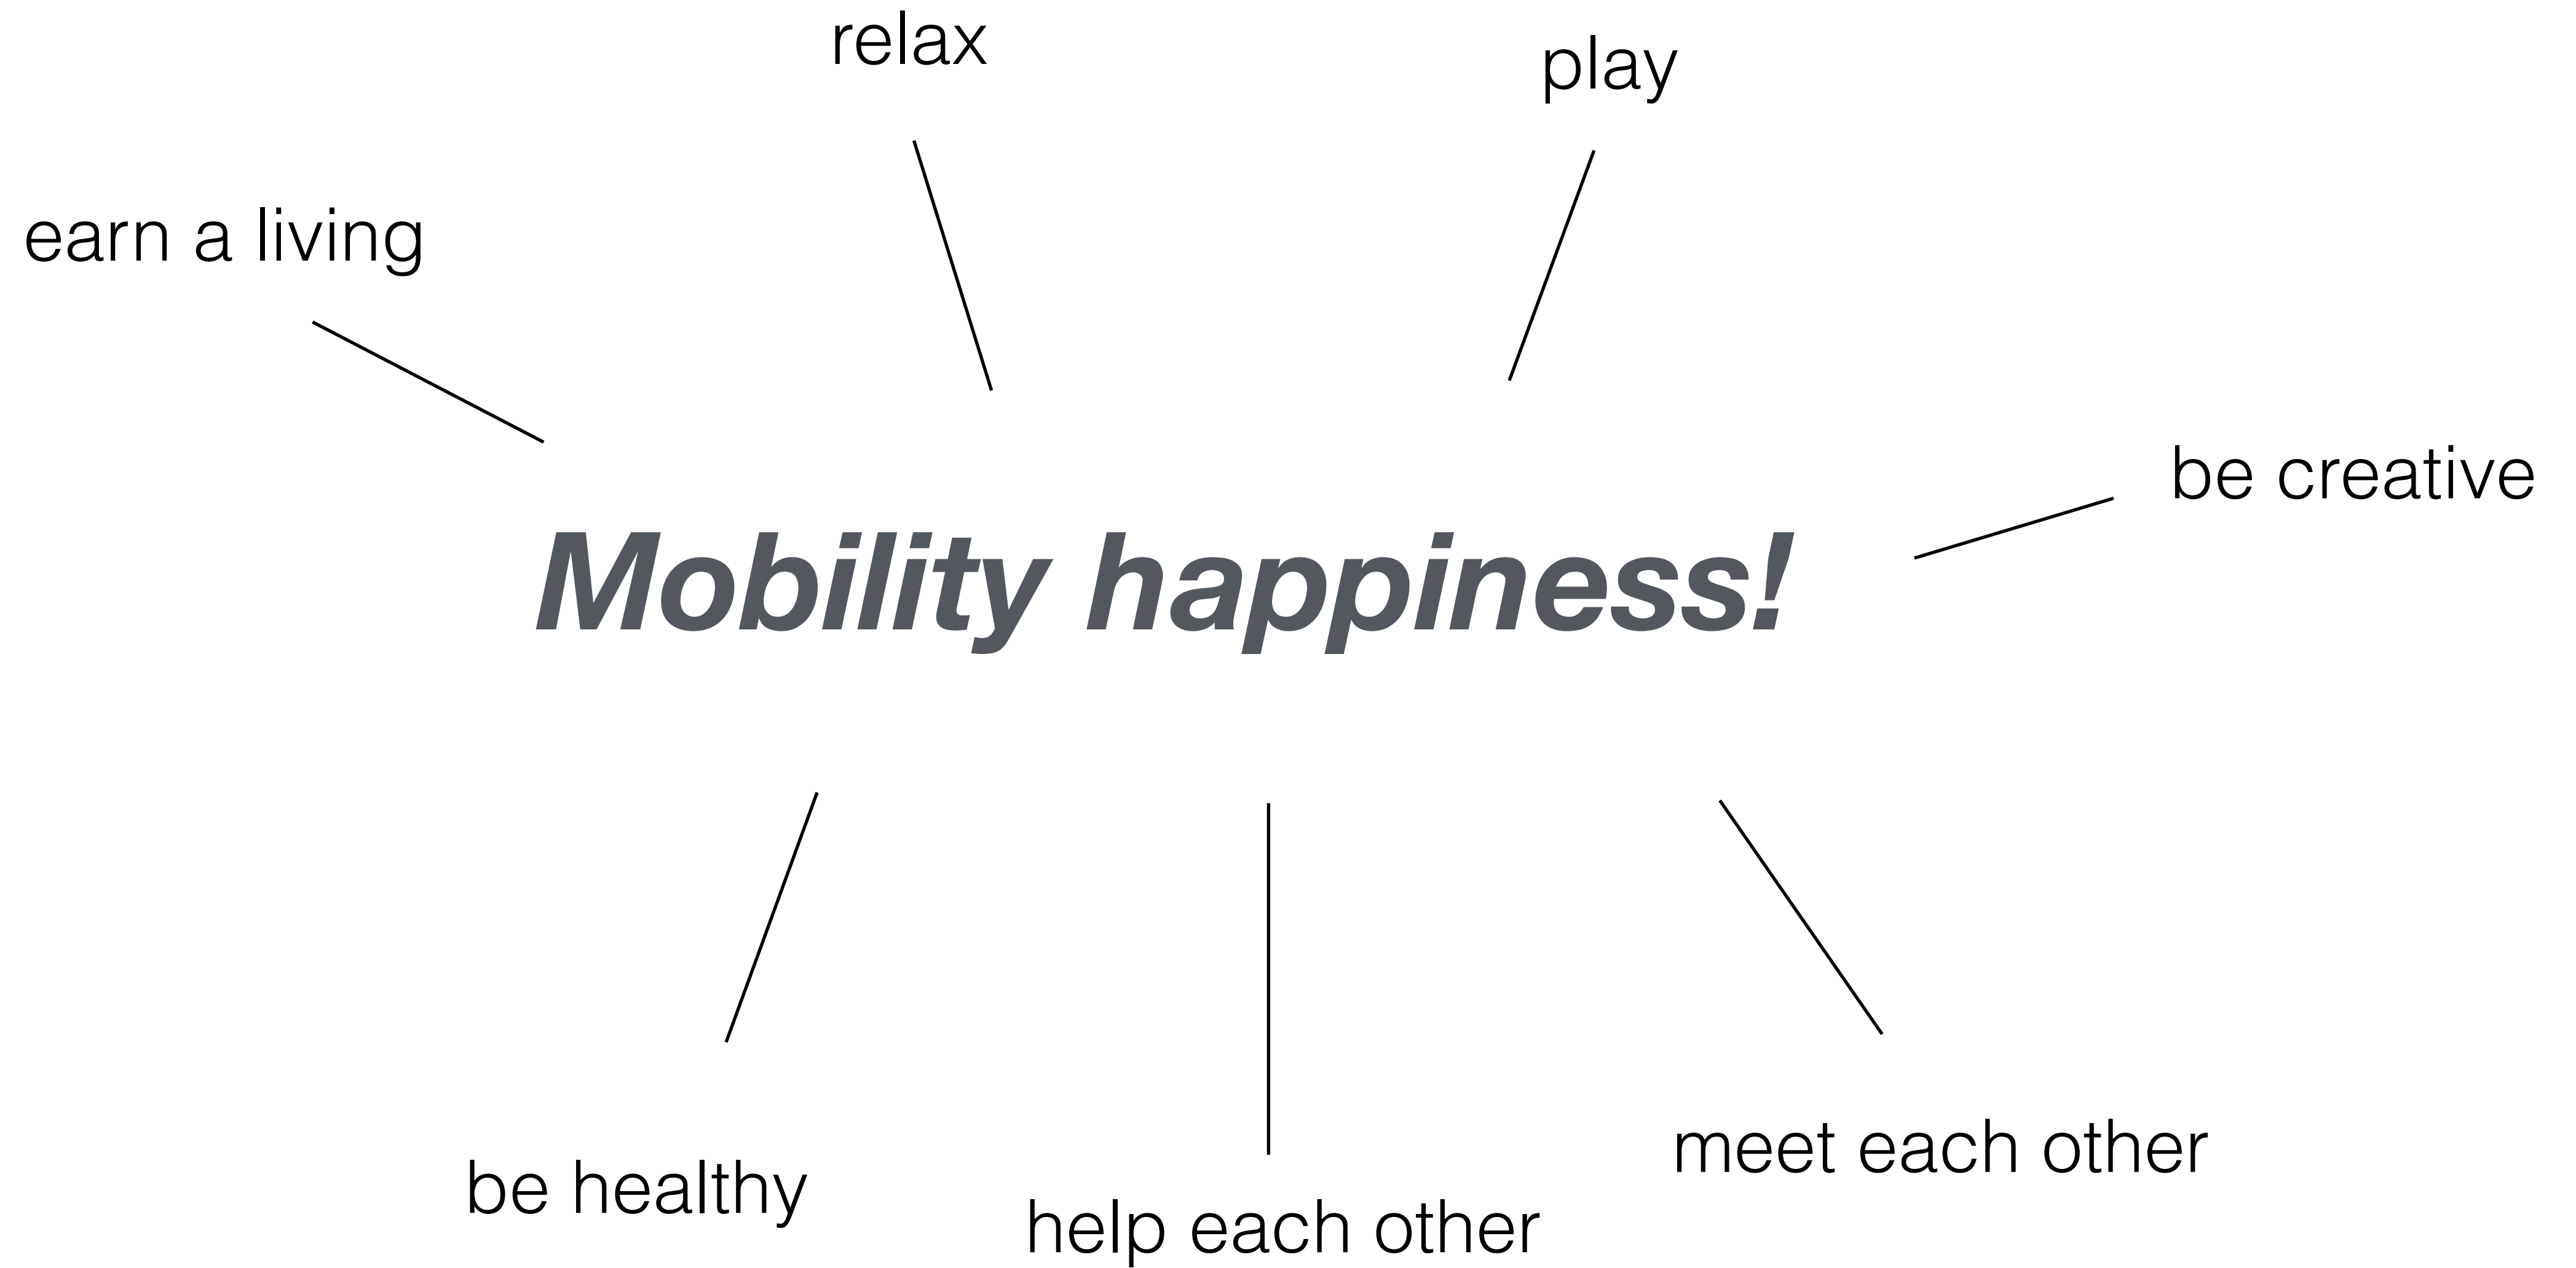 relax
play
earn a living
be creative
Mobility happiness!
be healthy
help each other
meet each other